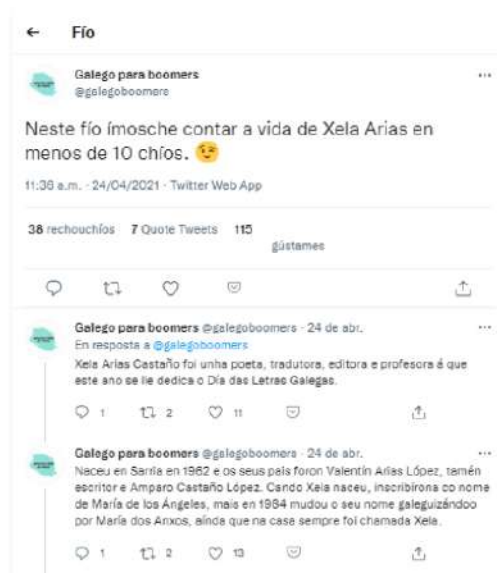 Fío
Galego para boomers
@galegoboomers
Neste fío ímosche contar a vida de Xela Arias en
menos de 10 chíos. 😉
11:36 a.m. · 24/04/2021 · Twitter Web App
38 rechouchíos 7 Quote Tweets 115
gústames
Galego para boomers @galegoboomers · 24 de abr.
En resposta a @galegoboomers
Xela Arias Castaño foi unha poeta, tradutora, editora e profesora á que
este ano se lle dedica o Día das Letras Galegas.
1 2 11
Galego para boomers @galegoboomers · 24 de abr.
Naceu en Sarria en 1962 e os seus pais foron Valentín Arias López, tamén
escritor e Amparo Castaño López. Cando Xela naceu, inscribírona co nome
de María de los Ángeles, mais en 1984 mudou o seu nome galeguizándoo
por María dos Anxos, aínda que na casa sempre foi chamada Xela.
1 2 13